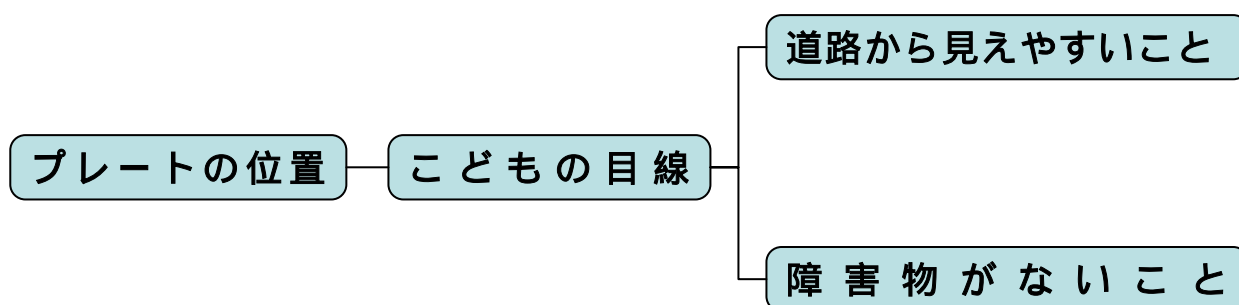 プレートの位置
こどもの目線
道路から見えやすいこと
障害物がないこと